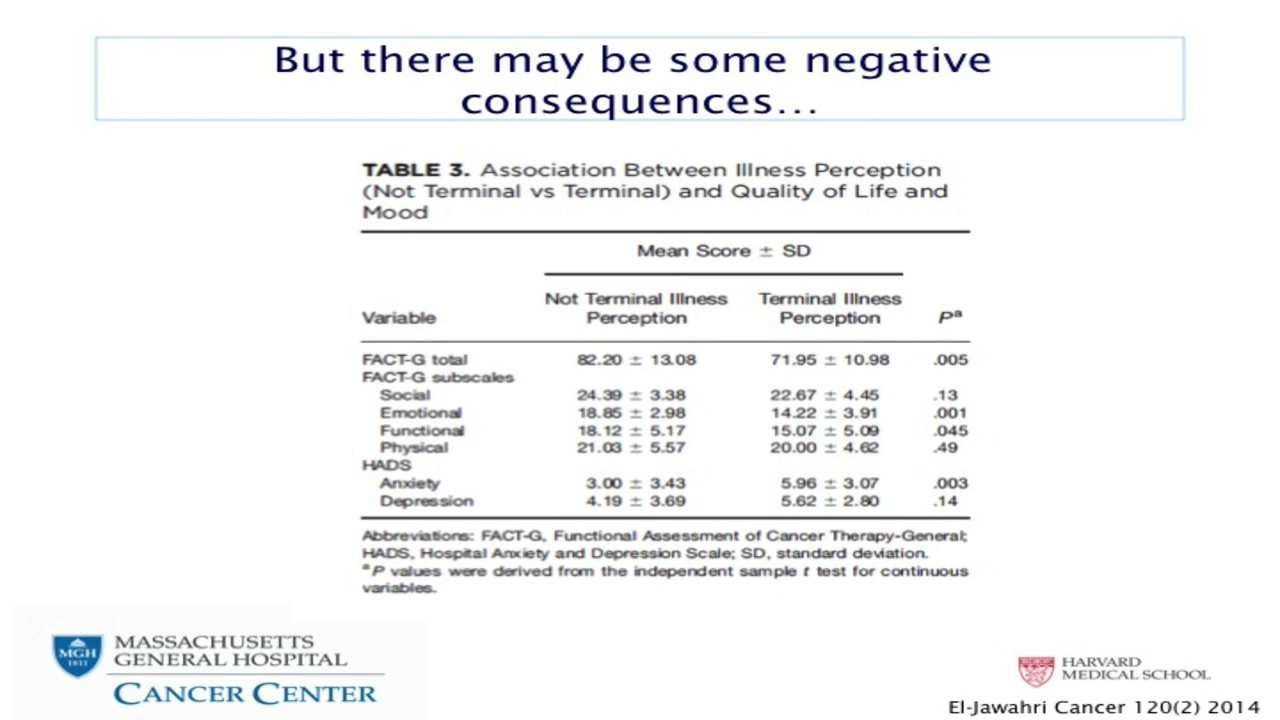 But there may be some negative
consequences...
TABLE 3. Association Between Illness Perception
(Not Terminal vs Terminal) and Quality of Life and
Mood
Mean Score ± SD
Not Terminal Illness Terminal Illness
Variable Perception Perception Pᵃ
FACT-G total 82.20 ± 13.08 71.95 ± 10.98 .005
FACT-G subscales
Social 24.39 ± 3.38 22.67 ± 4.45 .13
Emotional 18.85 ± 2.98 14.22 ± 3.91 .001
Functional 18.12 ± 5.17 15.07 ± 5.09 .045
Physical 21.03 ± 5.57 20.00 ± 4.62 .49
HADS
Anxiety 3.00 ± 3.43 5.96 ± 3.07 .003
Depression 4.19 ± 3.69 5.62 ± 2.80 .14
Abbreviations: FACT-G, Functional Assessment of Cancer Therapy-General;
HADS, Hospital Anxiety and Depression Scale; SD, standard deviation.
ᵃP values were derived from the independent sample t test for continuous
variables.
MGH
1811
MASSACHUSETTS
GENERAL HOSPITAL
CANCER CENTER
HARVARD
MEDICAL SCHOOL
El-Jawahri Cancer 120(2) 2014